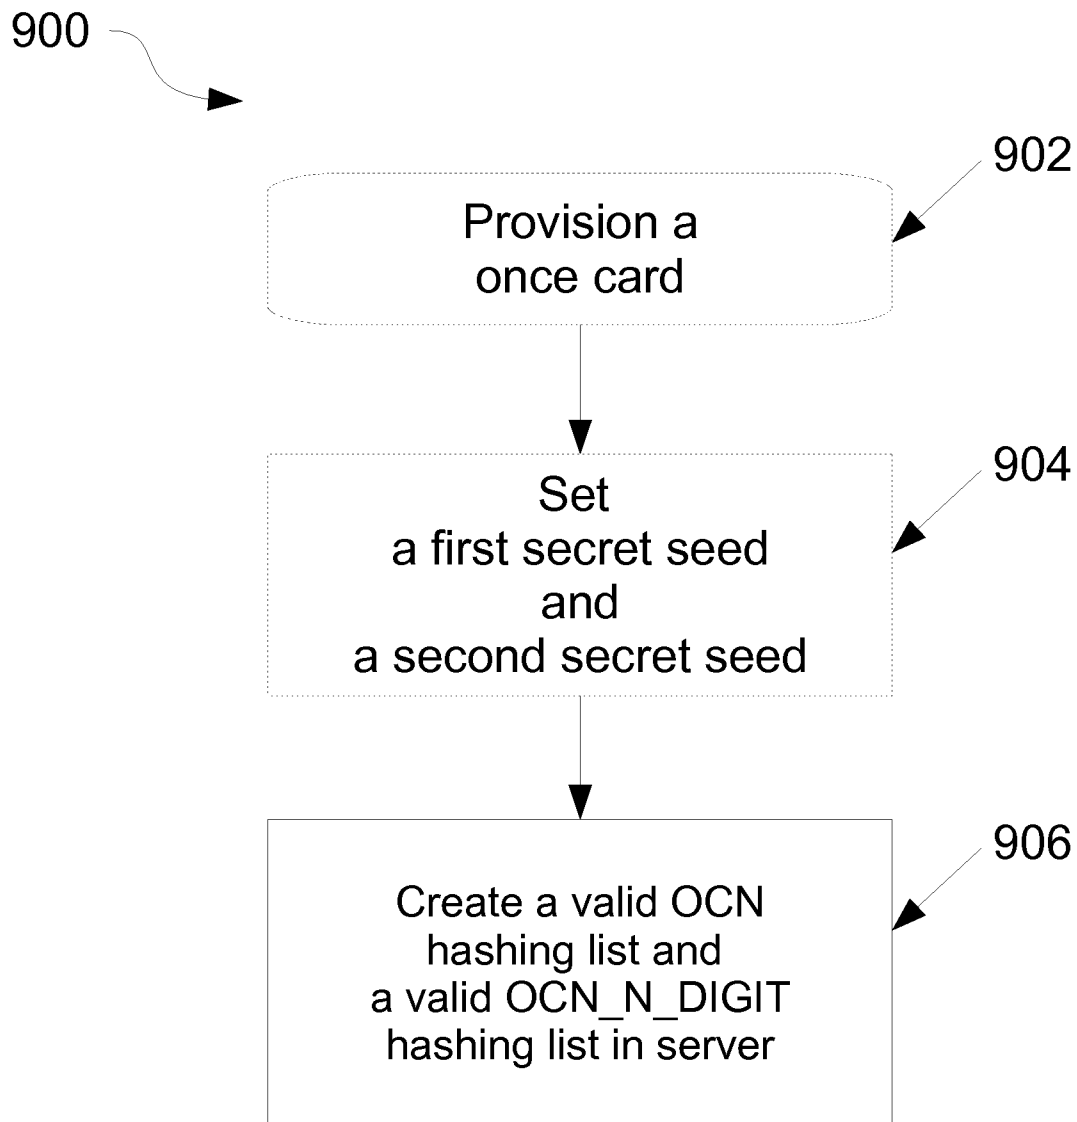 900
902
Provision a
once card
904
Set
a first secret seed
and
a second secret seed
906
Create a valid OCN
hashing list and
a valid OCN_N_DIGIT
hashing list in server